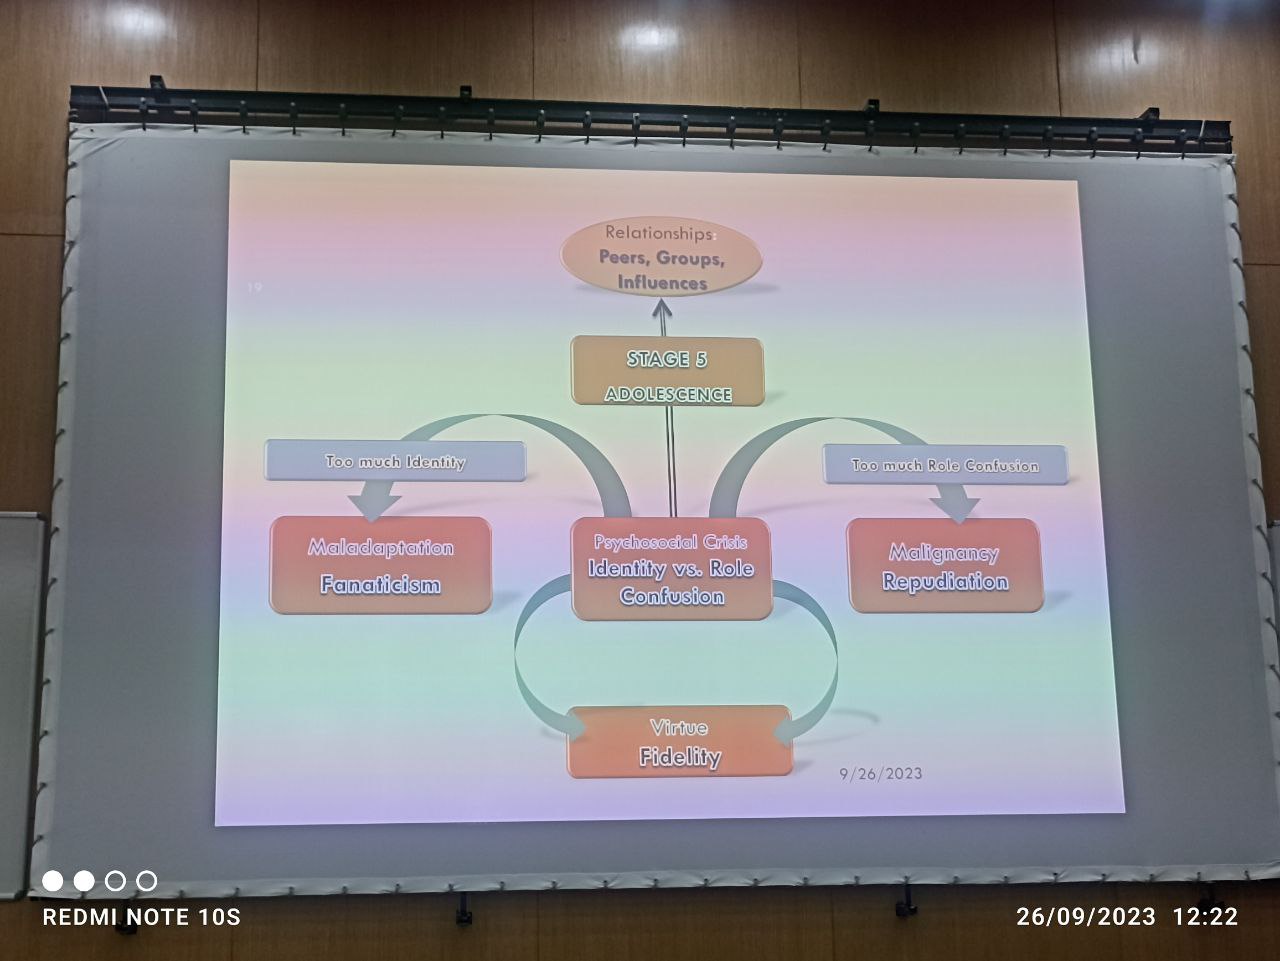 Relationships:
Peers, Groups,
Influences
19
STAGE 5
ADOLESCENCE
Too much Identity
Too much Role Confusion
Maladaptation
Fanaticism
Psychosocial Crisis
Identity vs. Role
Confusion
Malignancy
Repudiation
Virtue
Fidelity
9/26/2023
REDMI NOTE 10S
26/09/2023 12:22